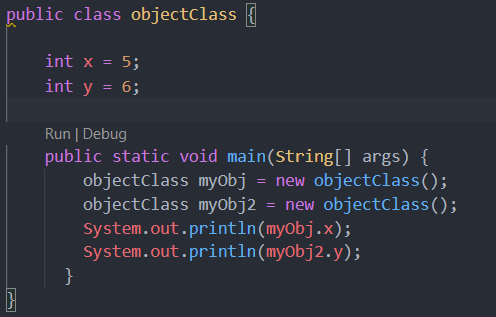 public class objectClass {
int x = 5;
int y = 6;
Run | Debug
public static void main(String[] args) {
objectClass myObj = new objectClass();
objectClass myObj2 = new objectClass();
System.out.println(myObj.x);
System.out.println(myObj2.y);
}
}